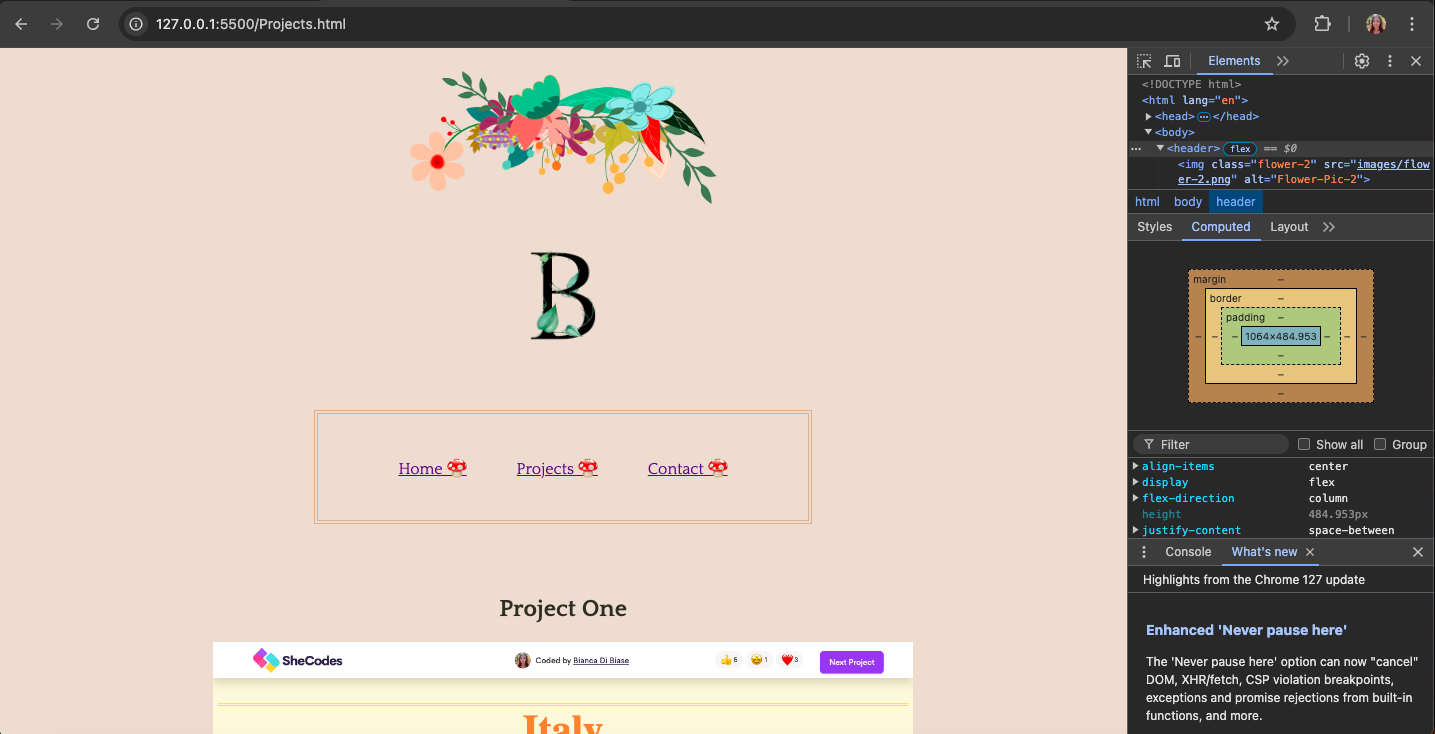 127.0.0.1:5500/Projects.html
B
Home Projects Contact
Project One
SheCodes
Coded by Bianca Di Biase
👍5 🤩1 ❤️3
Next Project
Italy
Elements
<!DOCTYPE html>
<html lang="en">
<head> ⋯ </head>
<body>
⋯ <header> flex == $0
<img class="flower-2" src="images/flow
er-2.png" alt="Flower-Pic-2">
html body header
Styles Computed Layout
margin –
border –
padding –
– – – 1064×484.953 – – –
–
–
–
Filter Show all Group
align-items center
display flex
flex-direction column
height 484.953px
justify-content space-between
Console What's new
Highlights from the Chrome 127 update
Enhanced 'Never pause here'
The 'Never pause here' option can now "cancel"
DOM, XHR/fetch, CSP violation breakpoints,
exceptions and promise rejections from built-in
functions, and more.